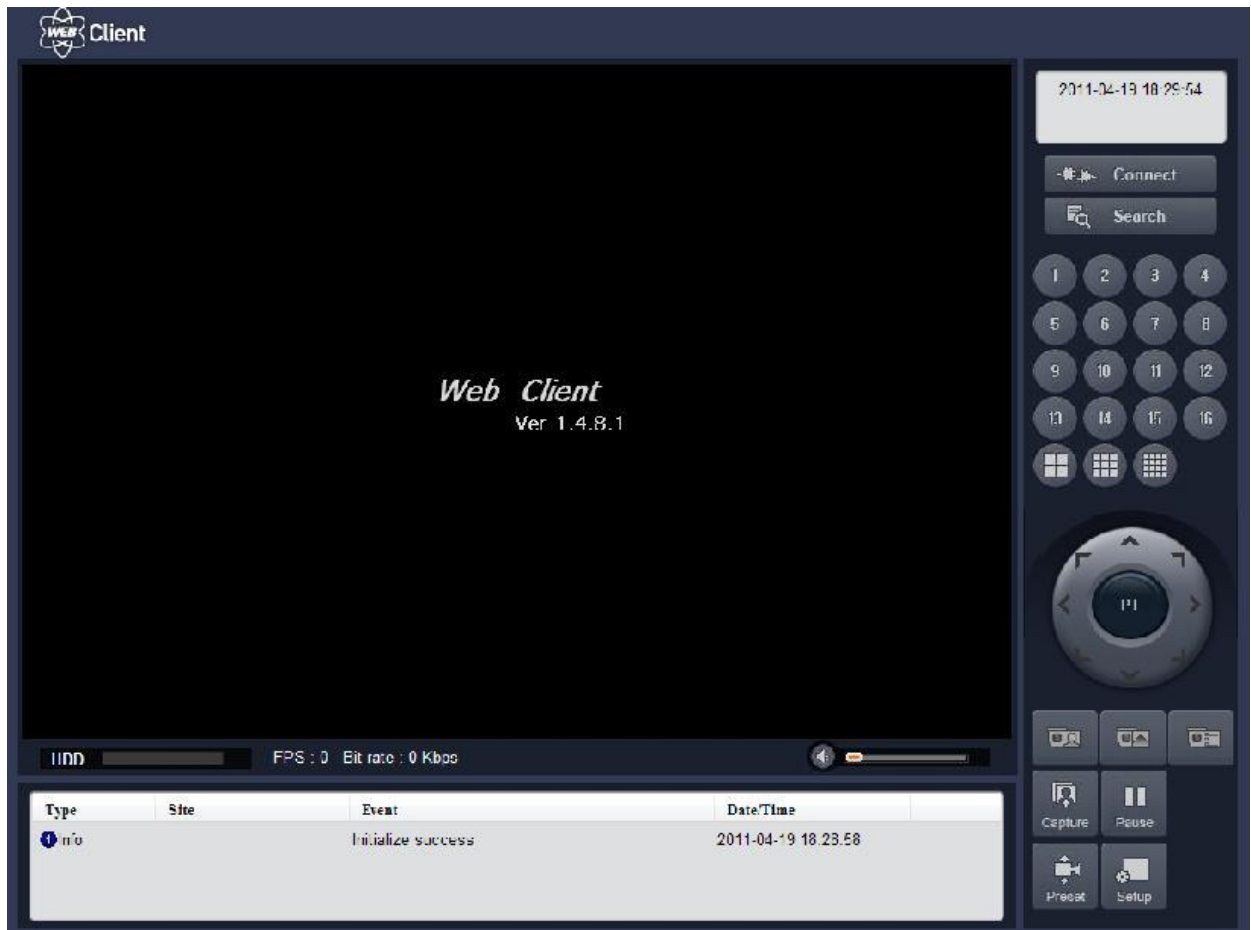 WEB Client
2011-04-19 18:29:54
Connect
Search
1 2 3 4
5 6 7 8
9 10 11 12
13 14 15 16
Web Client
Ver 1.4.8.1
HDD
FPS : 0 Bit rate : 0 Kbps
Type Site Event Date/Time
Info Initialize success 2011-04-19 18:28:58
Capture Pause
Preset Setup